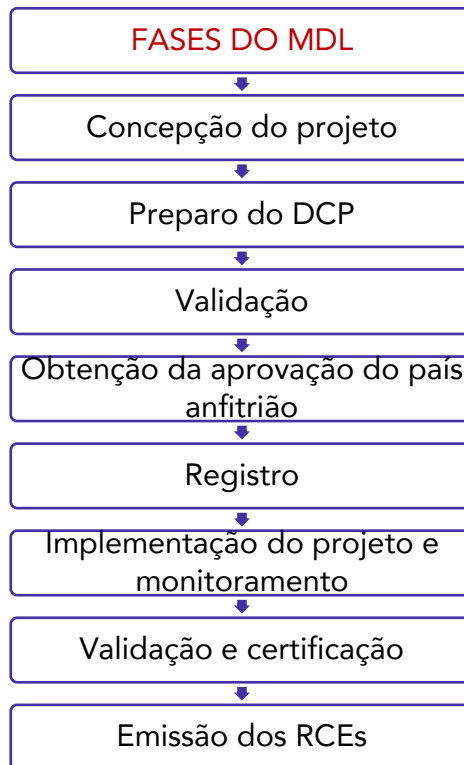 FASES DO MDL
Concepção do projeto
Preparo do DCP
Validação
Obtenção da aprovação do país
anfitrião
Registro
Implementação do projeto e
monitoramento
Validação e certificação
Emissão dos RCEs